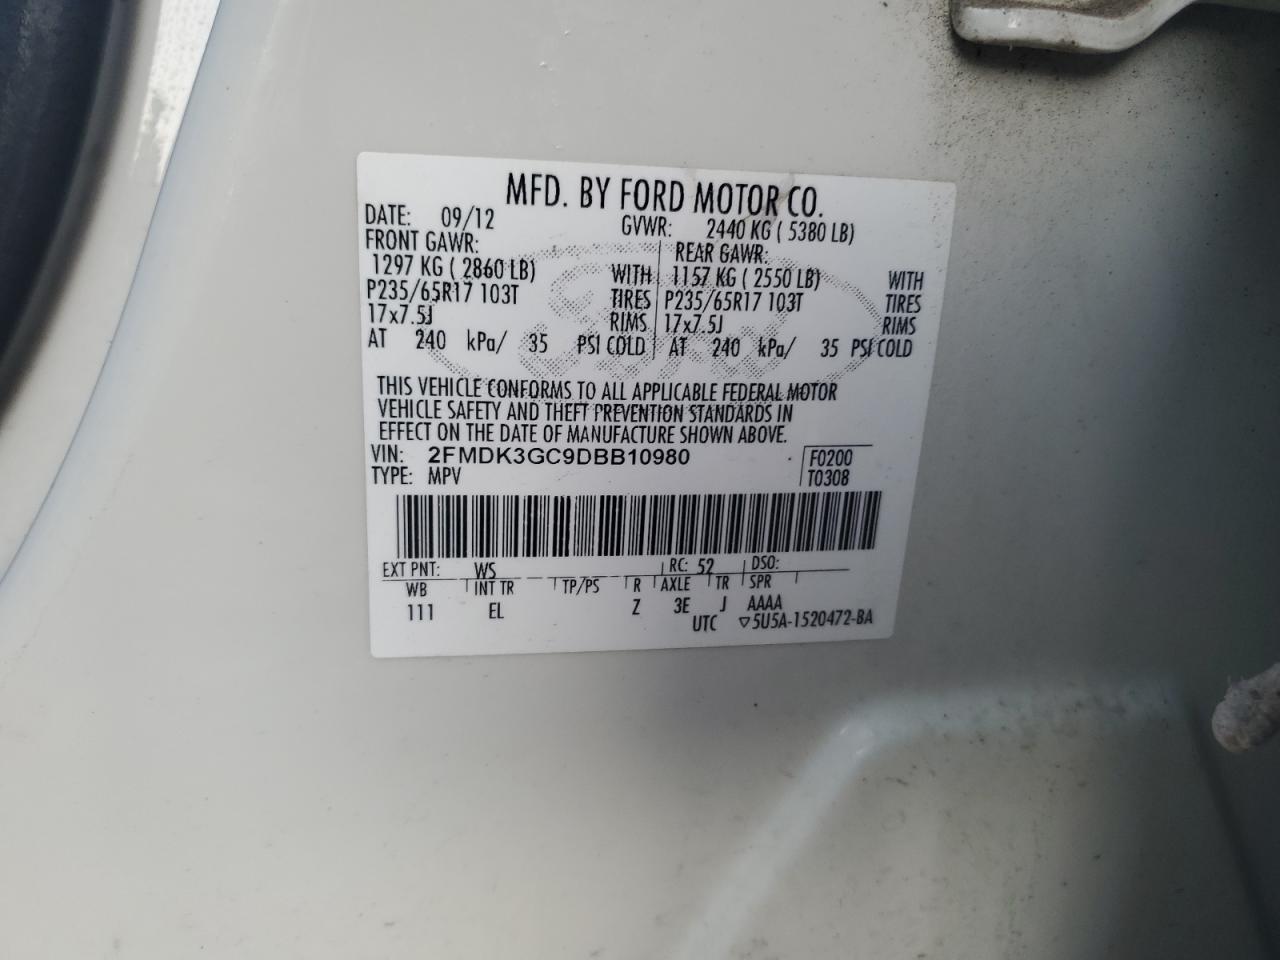 MFD. BY FORD MOTOR CO.
DATE: 09/12 GVWR: 2440 KG ( 5380 LB)
FRONT GAWR: REAR GAWR:
1297 KG ( 2860 LB) WITH 1157 KG ( 2550 LB) WITH
P235/65R17 103T TIRES P235/65R17 103T TIRES
17x7.5J RIMS 17x7.5J RIMS
AT 240 kPa/ 35 PSI COLD AT 240 kPa/ 35 PSI COLD
THIS VEHICLE CONFORMS TO ALL APPLICABLE FEDERAL MOTOR
VEHICLE SAFETY AND THEFT PREVENTION STANDARDS IN
EFFECT ON THE DATE OF MANUFACTURE SHOWN ABOVE.
VIN: 2FMDK3GC9DBB10980 F0200
TYPE: MPV T0308
EXT PNT: WS RC: 52 DSO:
WB INT TR TP/PS R AXLE TR SPR
111 EL Z 3E J AAAA
UTC ▽5U5A-1520472-BA